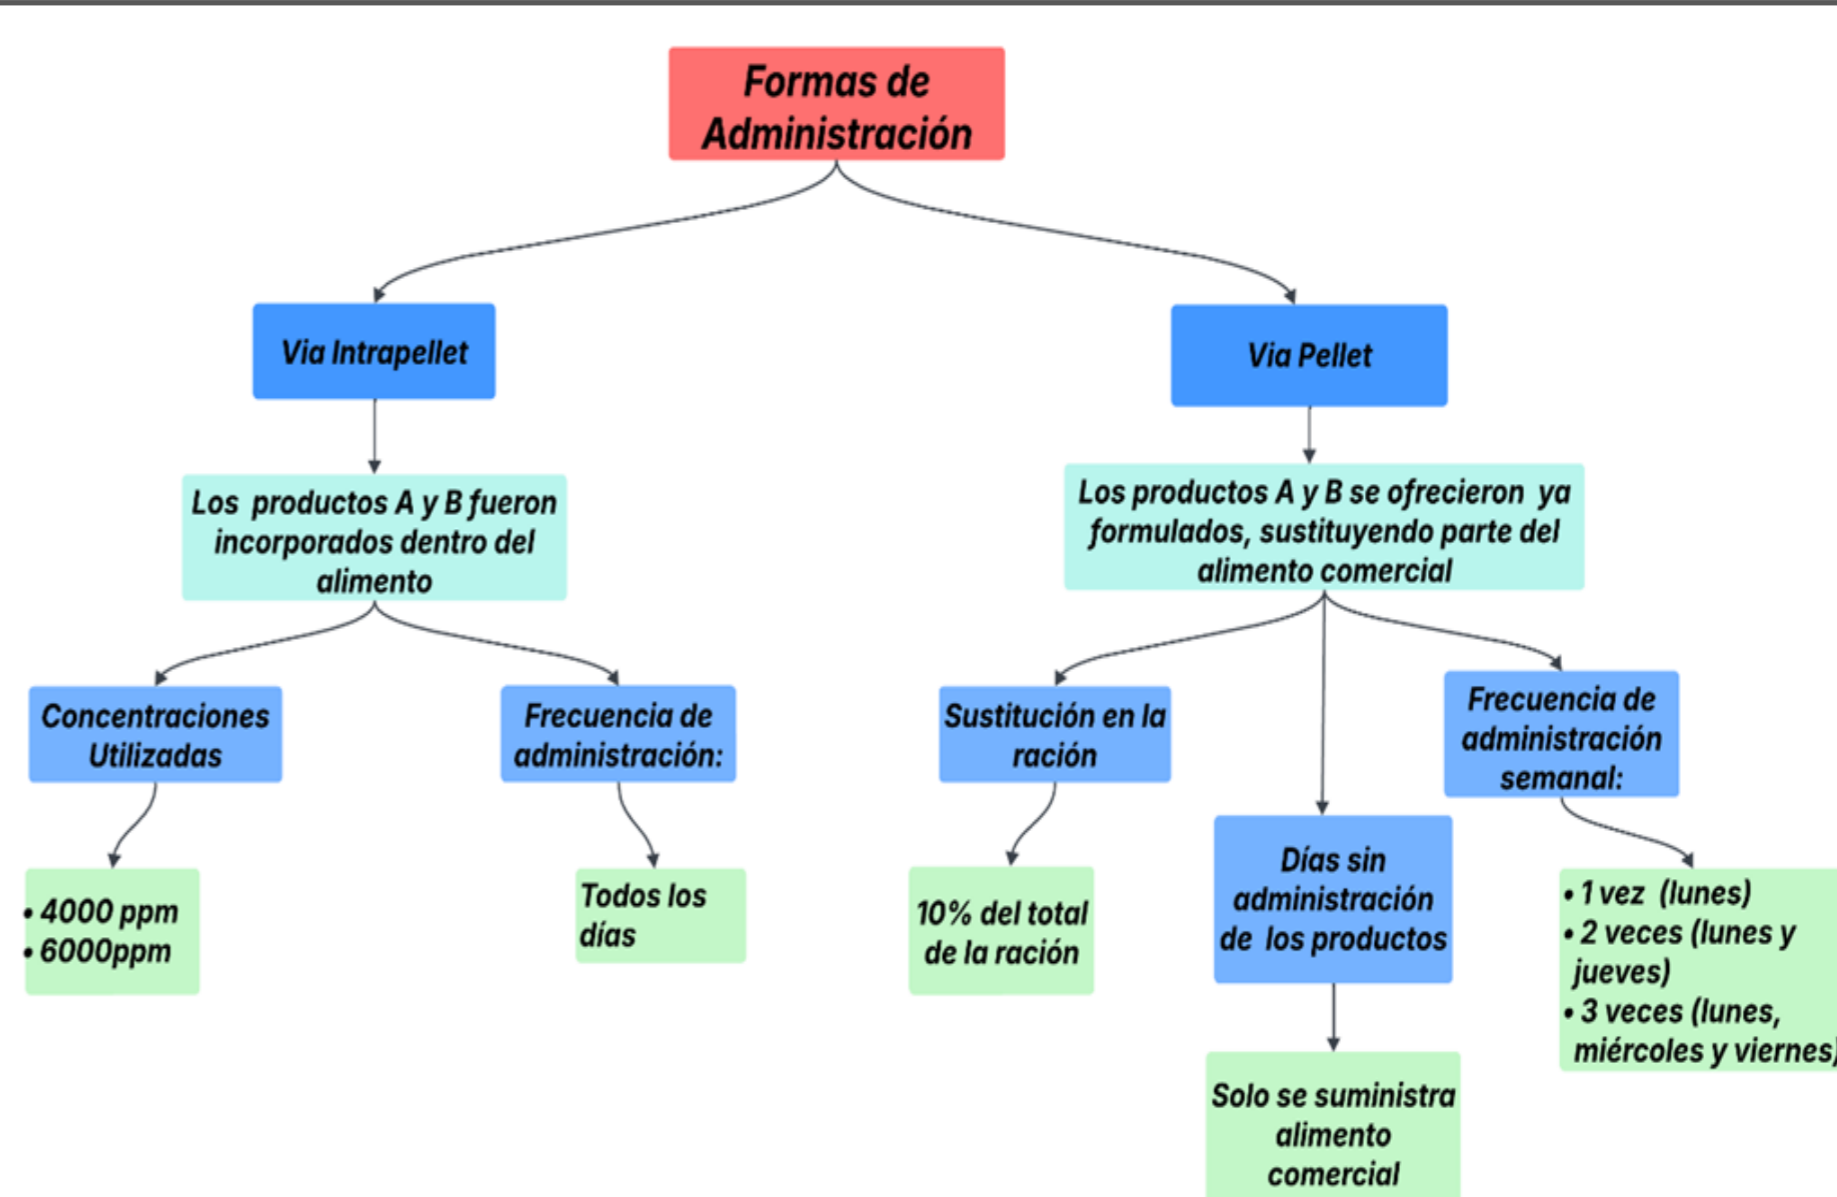 Formas de
Administración
Via Intrapellet
Via Pellet
Los productos A y B fueron
incorporados dentro del
alimento
Los productos A y B se ofrecieron ya
formulados, sustituyendo parte del
alimento comercial
Concentraciones
Utilizadas
Frecuencia de
administración:
Sustitución en la
ración
Días sin
administración
de los productos
Frecuencia de
administración
semanal:
• 4000 ppm
• 6000ppm
Todos los
días
10% del total
de la ración
Solo se suministra
alimento
comercial
• 1 vez (lunes)
• 2 veces (lunes y
jueves)
• 3 veces (lunes,
miércoles y viernes)